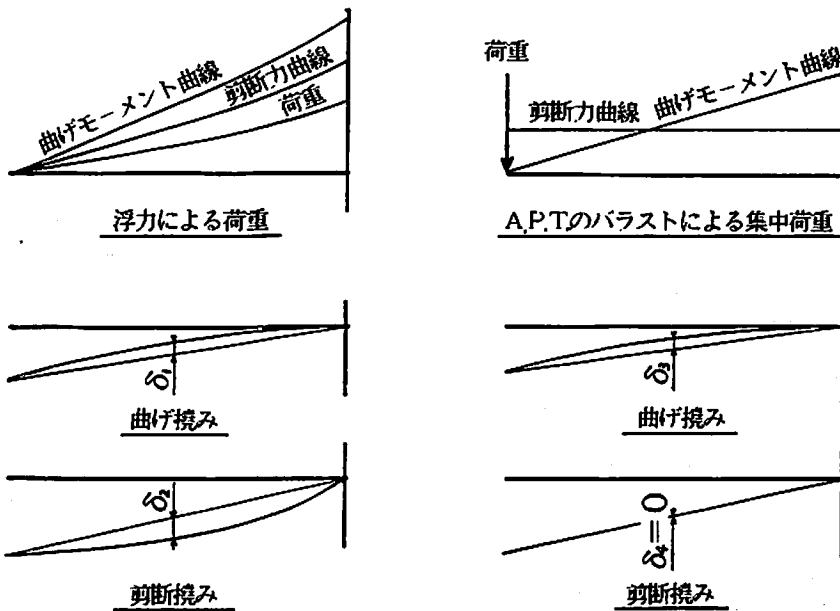 曲げモーメント曲線
剪断力曲線
荷重
浮力による荷重
荷重
剪断力曲線
曲げモーメント曲線
A.P.T.のバラストによる集中荷重
δ₁
曲げ撓み
δ₃
曲げ撓み
δ₂
剪断撓み
δ₄=0
剪断撓み